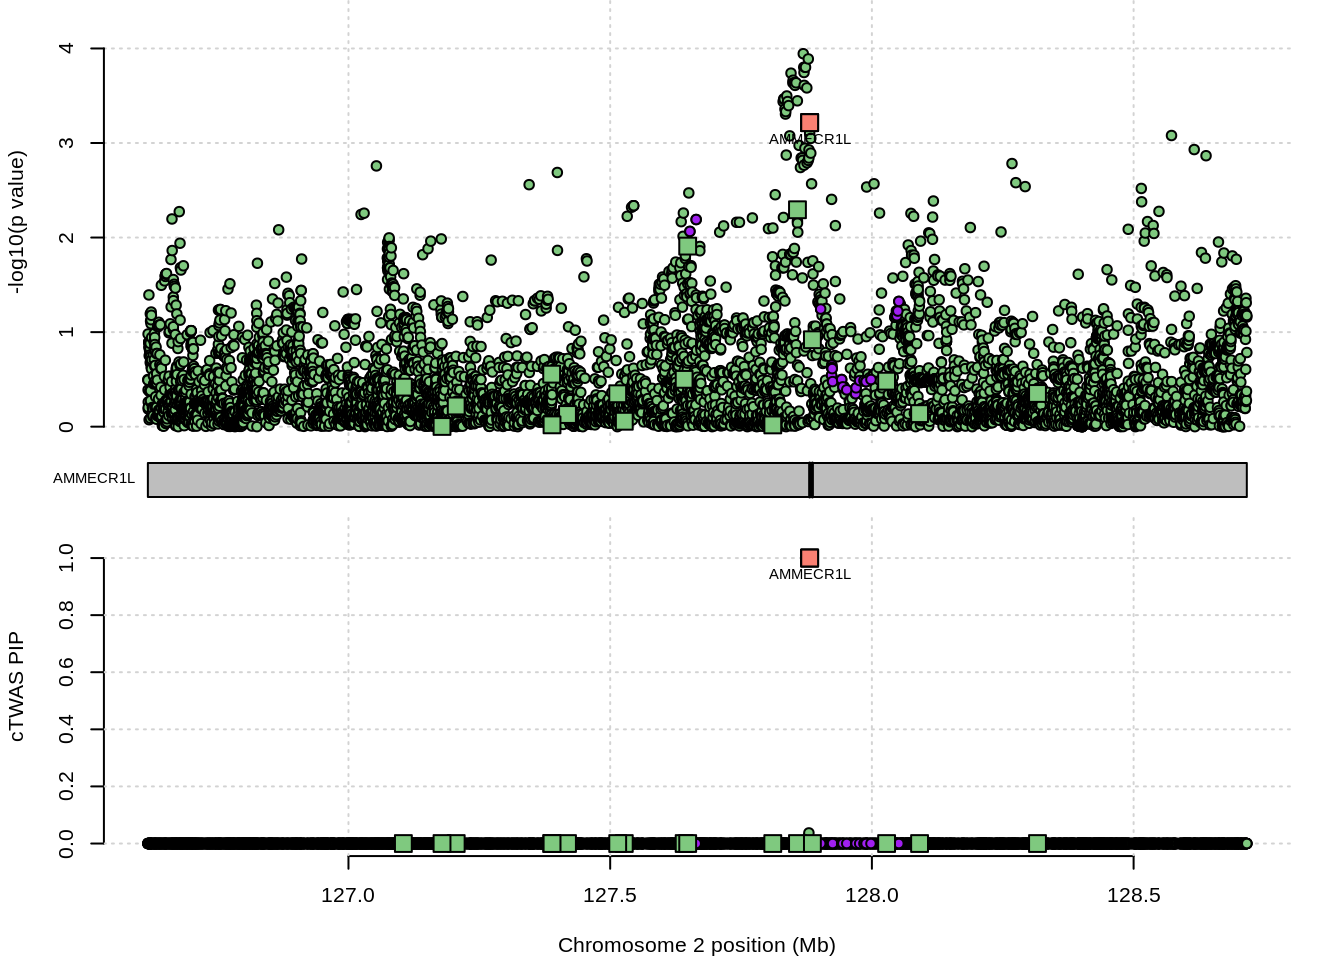 -log10(p value)
4
3
2
1
0
AMMECR1L
AMMECR1L
cTWAS PIP
1.0
0.8
0.6
0.4
0.2
0.0
AMMECR1L
127.0 127.5 128.0 128.5
Chromosome 2 position (Mb)